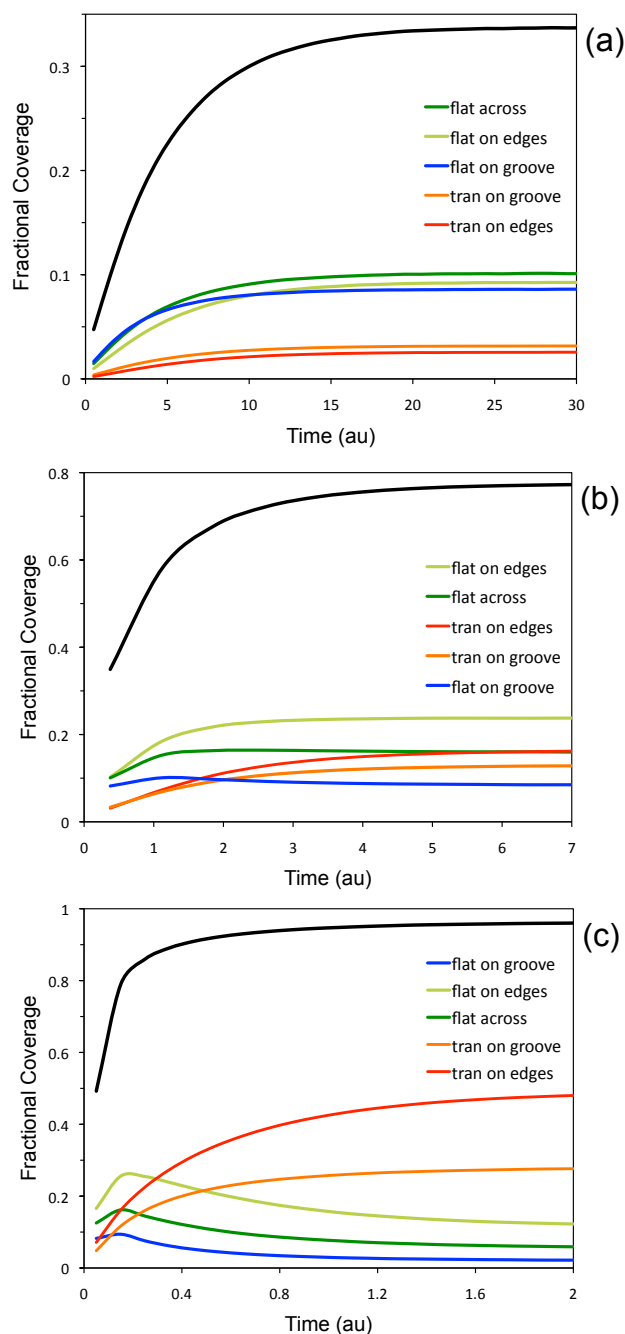 (a)
0.3
0.2
0.1
0
Fractional Coverage
flat across
flat on edges
flat on groove
tran on groove
tran on edges
0 5 10 15 20 25 30
Time (au)
(b)
0.8
0.6
0.4
0.2
0
Fractional Coverage
flat on edges
flat across
tran on edges
tran on groove
flat on groove
0 1 2 3 4 5 6 7
Time (au)
(c)
1
0.8
0.6
0.4
0.2
0
Fractional Coverage
flat on groove
flat on edges
flat across
tran on groove
tran on edges
0 0.4 0.8 1.2 1.6 2
Time (au)